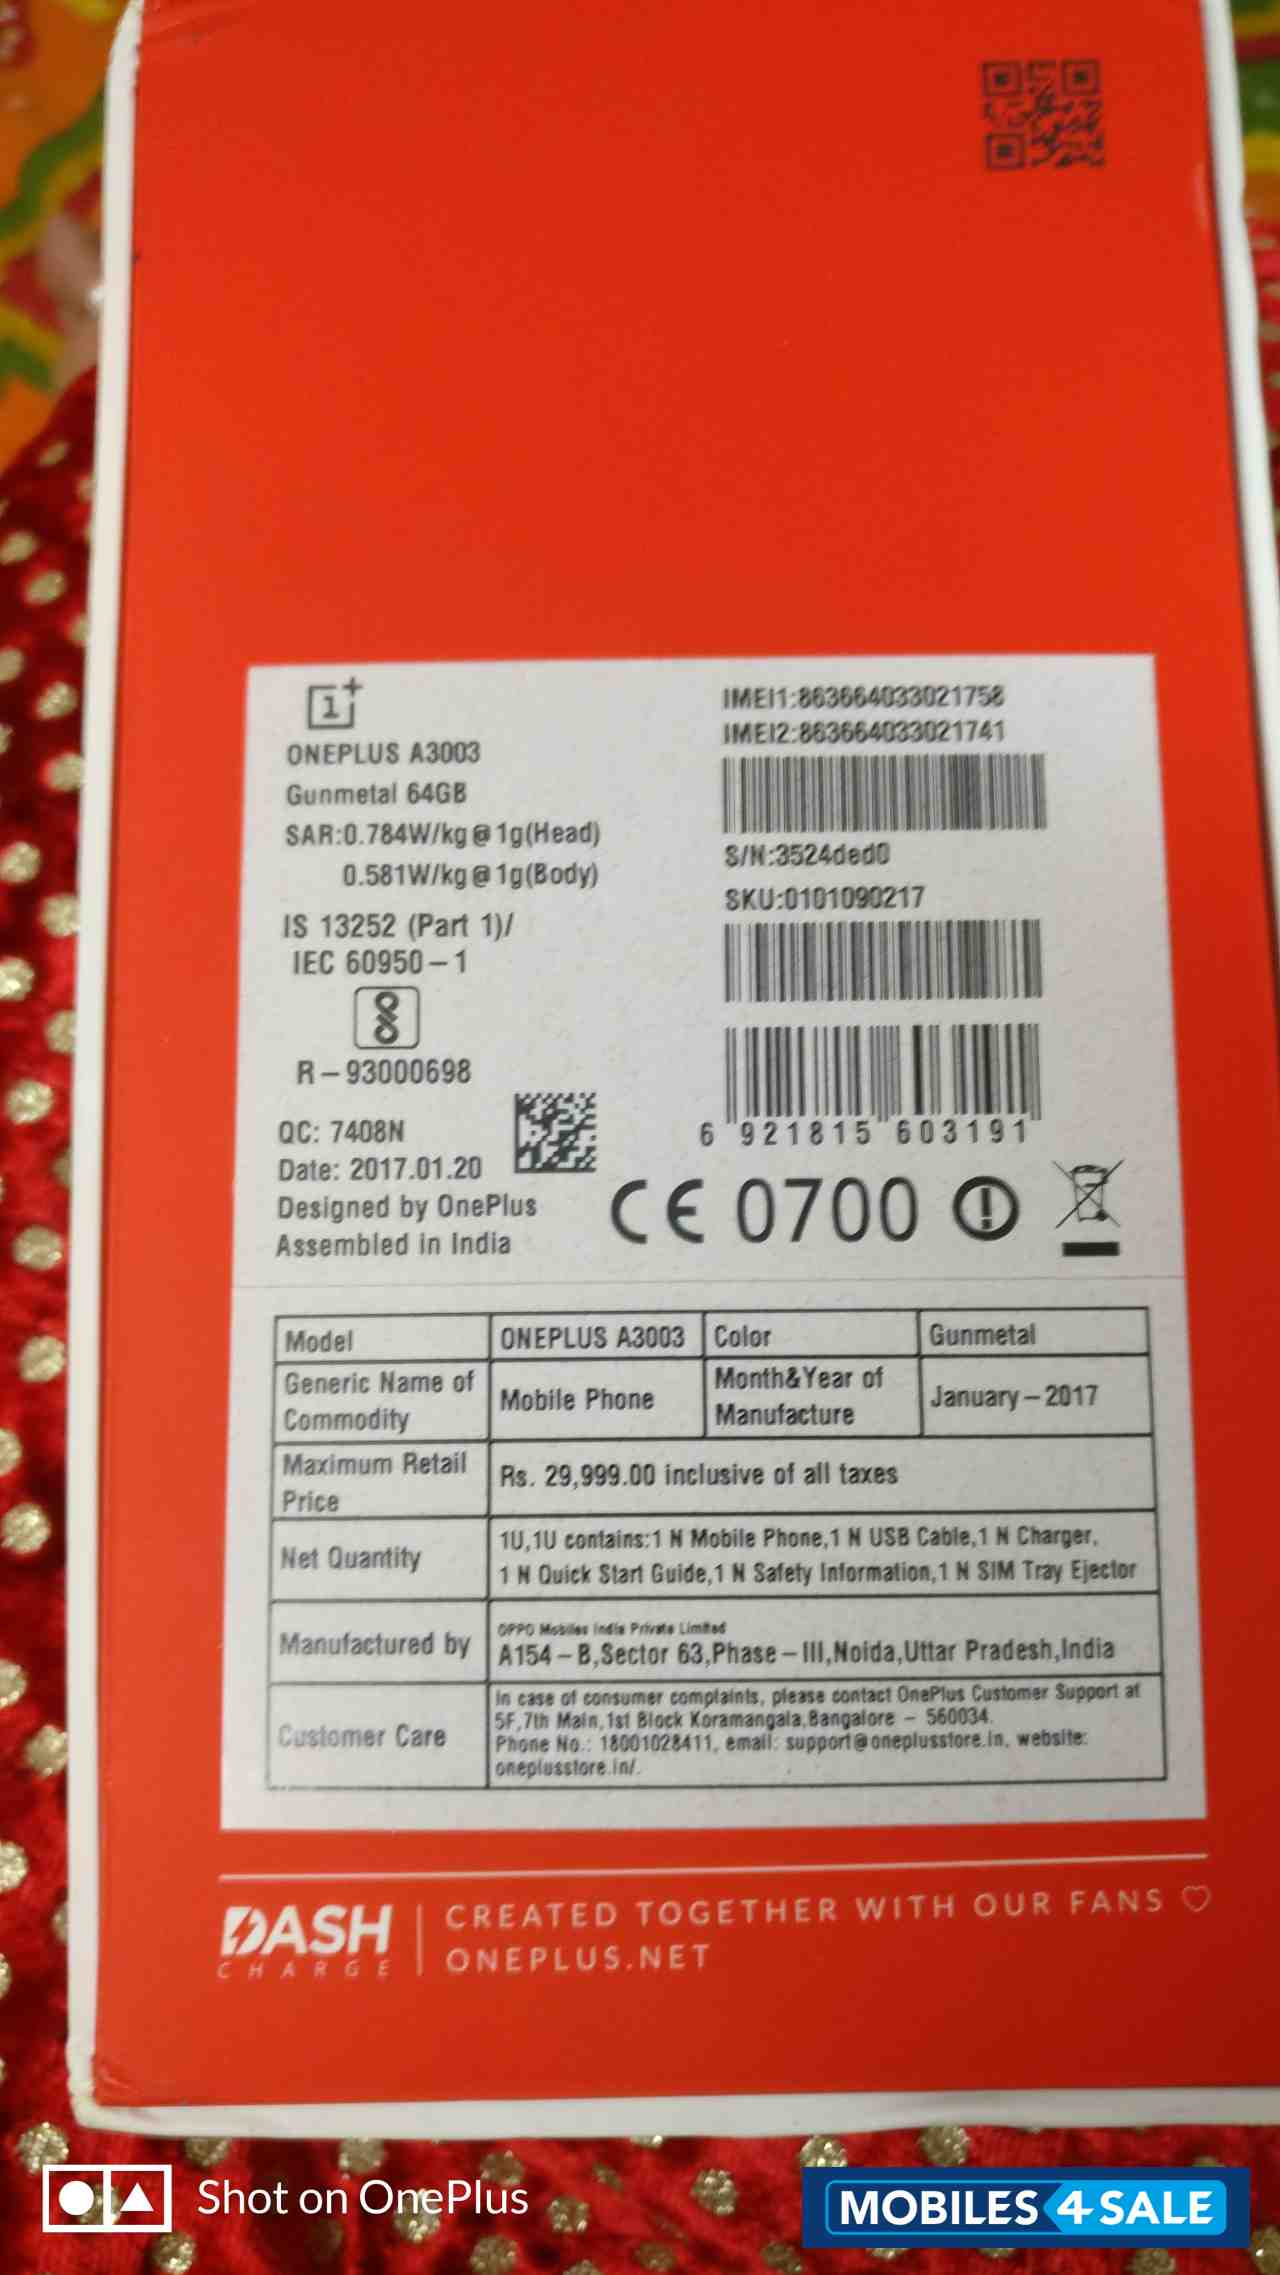 ONEPLUS A3003
Gunmetal 64GB
SAR:0.784W/kg@1g(Head)
0.581W/kg@1g(Body)
IS 13252 (Part 1)/
IEC 60950-1
R-93000698
QC: 7408N
Date: 2017.01.20
Designed by OnePlus
Assembled in India
IMEI1:863664033021758
IMEI2:863664033021741
S/N:3524ded0
SKU:0101090217
6 921815 603191
CE 0700
Model ONEPLUS A3003 Color Gunmetal
Generic Name of Commodity Mobile Phone Month&Year of Manufacture January-2017
Maximum Retail Price Rs. 29,999.00 inclusive of all taxes
Net Quantity 1U,1U contains:1 N Mobile Phone,1 N USB Cable,1 N Charger,
1 N Quick Start Guide,1 N Safety Information,1 N SIM Tray Ejector
Manufactured by OPPO Mobiles India Private Limited
A154-B,Sector 63,Phase-III,Noida,Uttar Pradesh,India
Customer Care In case of consumer complaints, please contact OnePlus Customer Support at
5F,7th Main,1st Block Koramangala,Bangalore - 560034.
Phone No.: 18001028411, email: support@oneplusstore.in, website:
oneplusstore.in/.
DASH
CHARGE
CREATED TOGETHER WITH OUR FANS ♡
ONEPLUS.NET
Shot on OnePlus
MOBILES 4 SALE